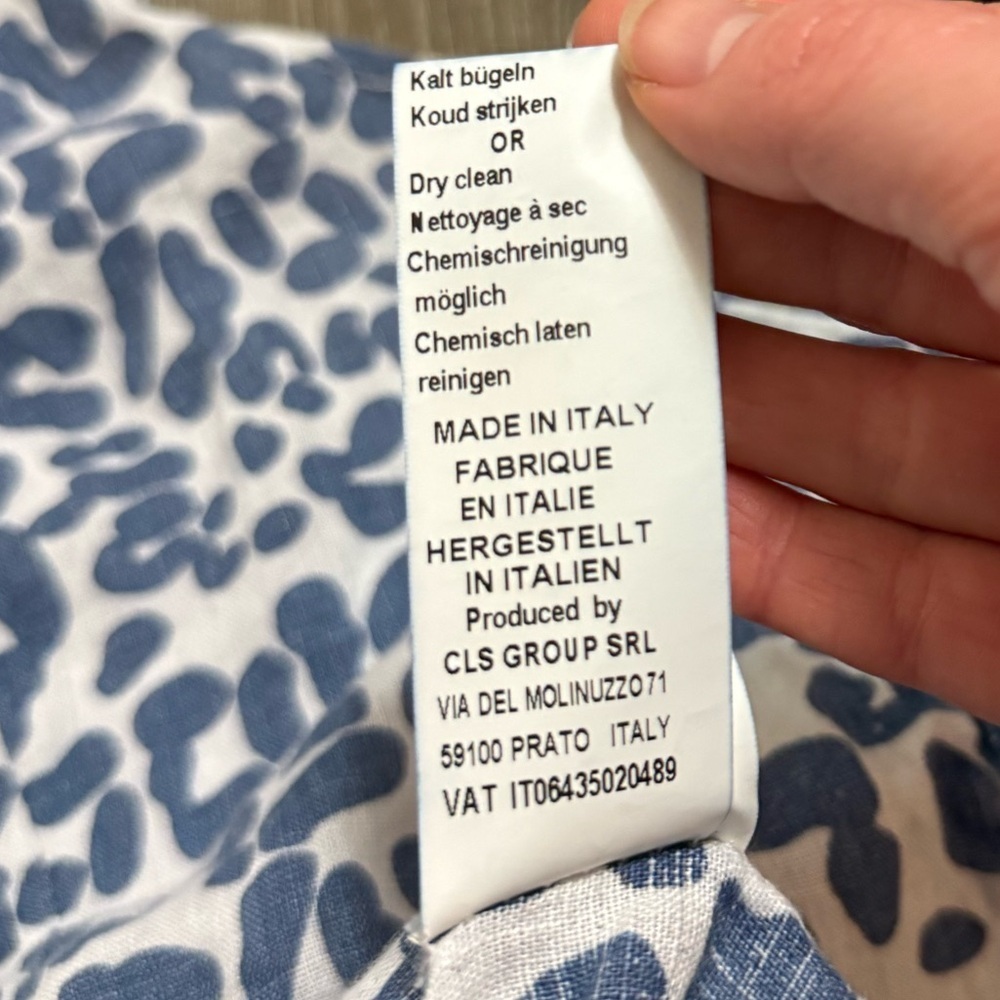 Kalt bügeln
Koud strijken
OR
Dry clean
Nettoyage à sec
Chemischreinigung
möglich
Chemisch laten
reinigen
MADE IN ITALY
FABRIQUE
EN ITALIE
HERGESTELLT
IN ITALIEN
Produced by
CLS GROUP SRL
VIA DEL MOLINUZZO 71
59100 PRATO ITALY
VAT IT06435020489